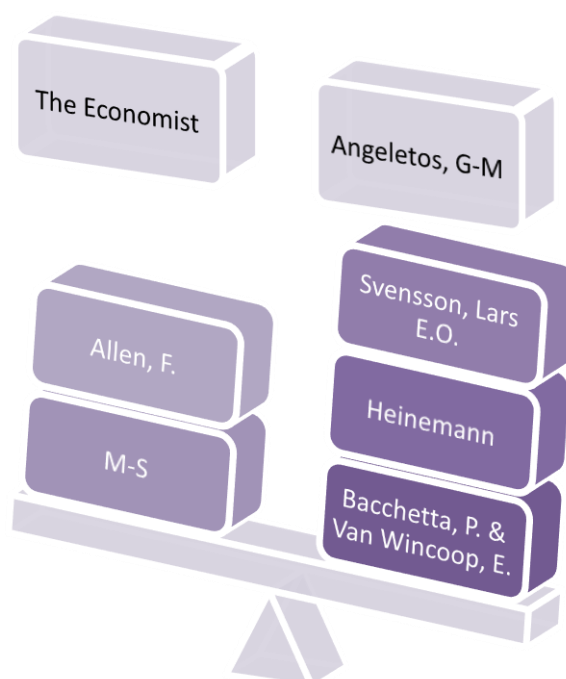 The Economist
Angeletos, G-M
Allen, F.
M-S
Svensson, Lars
E.O.
Heinemann
Bacchetta, P. &
Van Wincoop, E.